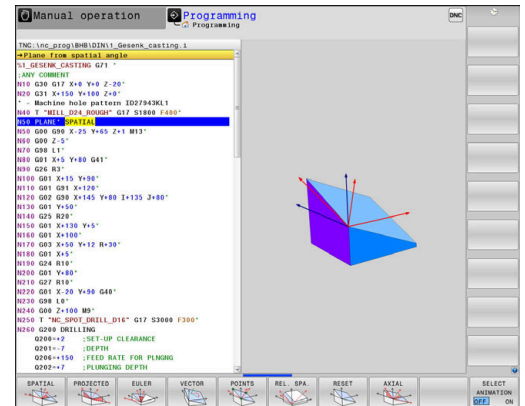 Manual operation
Programming
Programming
DNC
TNC:\nc_prog\BHB\DIN\1_Gesenk_casting.i
→Plane from spatial angle
%1_GESENK_CASTING G71 *
;ANY COMMENT
N10 G30 G17 X+0 Y+0 Z-20*
N20 G31 X+150 Y+100 Z+0*
* - Machine hole pattern ID27943KL1
N40 T "MILL_D24_ROUGH" G17 S1800 F400*
N50 PLANE* SPATIAL
N50 G00 G90 X-25 Y+65 Z+1 M13*
N60 G00 Z-5*
N70 G98 L1*
N80 G01 X+5 Y+80 G41*
N90 G26 R3*
N100 G01 X+15 Y+90*
N110 G01 G91 X+120*
N120 G02 G90 X+145 Y+80 I+135 J+80*
N130 G01 Y+50*
N140 G25 R20*
N150 G01 X+130 Y+5*
N160 G01 X+100*
N170 G03 X+50 Y+12 R+30*
N180 G01 X+5*
N190 G24 R10*
N200 G01 Y+80*
N210 G27 R10*
N220 G01 X-20 Y+90 G40*
N230 G98 L0*
N240 G00 Z+100 M9*
N250 T "NC_SPOT_DRILL_D16" G17 S3000 F300*
N260 G200 DRILLING
Q200=+2 ;SET-UP CLEARANCE
Q201=-7 ;DEPTH
Q206=+150 ;FEED RATE FOR PLNGNG
Q202=+7 ;PLUNGING DEPTH
SPATIAL PROJECTED EULER VECTOR POINTS REL. SPA. RESET AXIAL SELECT
ANIMATION
OFF ON